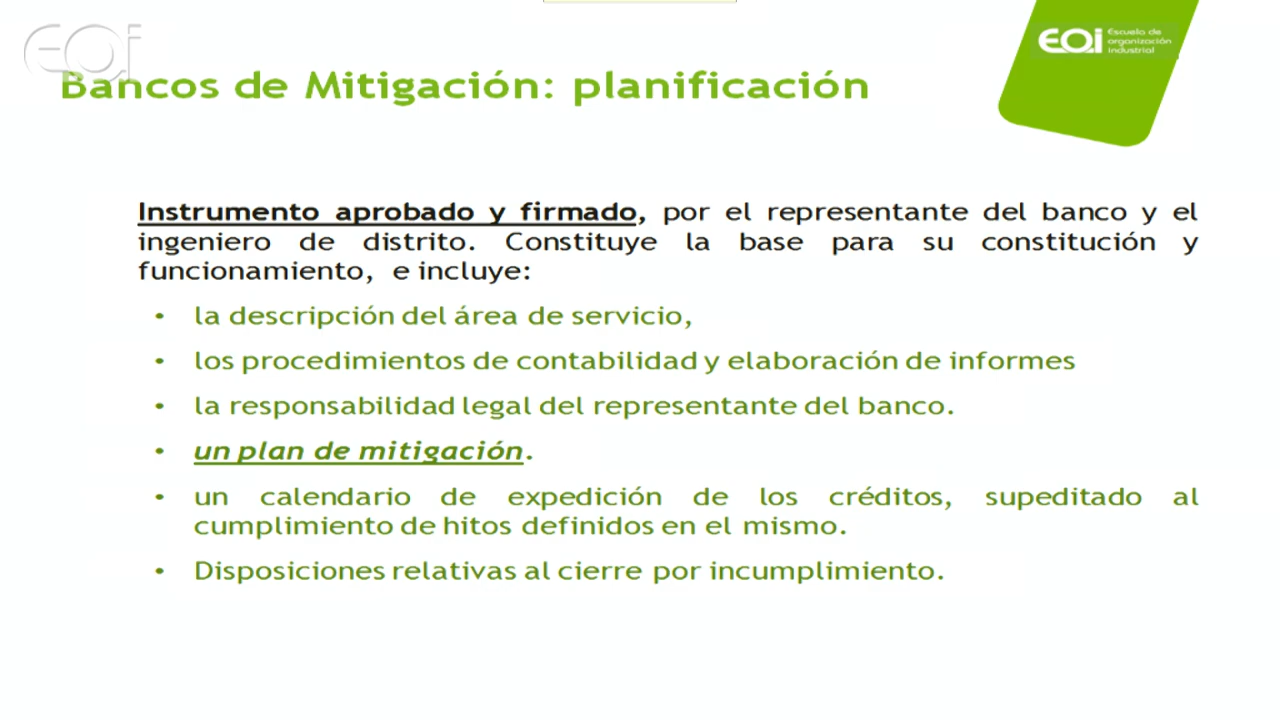 EOI
EOI Escuela de
organización
industrial
Bancos de Mitigación: planificación
Instrumento aprobado y firmado, por el representante del banco y el
ingeniero de distrito. Constituye la base para su constitución y
funcionamiento, e incluye:
• la descripción del área de servicio,
• los procedimientos de contabilidad y elaboración de informes
• la responsabilidad legal del representante del banco.
• un plan de mitigación.
• un calendario de expedición de los créditos, supeditado al
cumplimiento de hitos definidos en el mismo.
• Disposiciones relativas al cierre por incumplimiento.